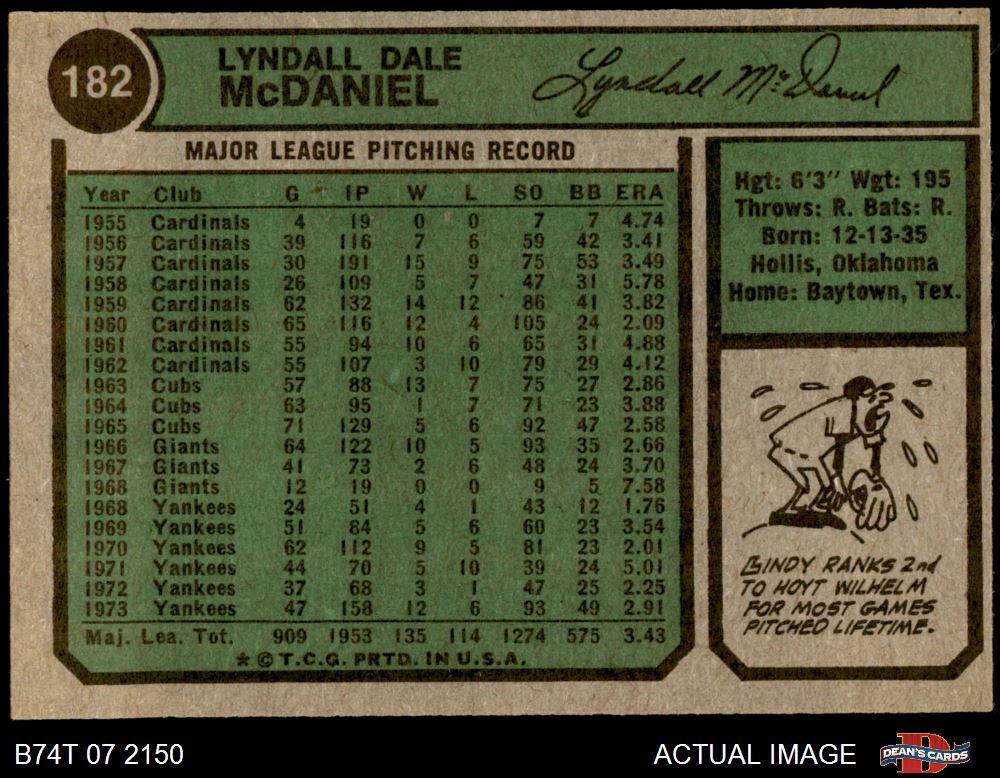 182
LYNDALL DALE
McDANIEL
Lyndall McDaniel
MAJOR LEAGUE PITCHING RECORD
Year Club G IP W L SO BB ERA
1955 Cardinals 4 19 0 0 7 7 4.74
1956 Cardinals 39 116 7 6 59 42 3.41
1957 Cardinals 30 191 15 9 75 53 3.49
1958 Cardinals 26 109 5 7 47 31 5.78
1959 Cardinals 62 132 14 12 86 41 3.82
1960 Cardinals 65 116 12 4 105 24 2.09
1961 Cardinals 55 94 10 6 65 31 4.88
1962 Cardinals 55 107 3 10 79 29 4.12
1963 Cubs 57 88 13 7 75 27 2.86
1964 Cubs 63 95 1 7 71 23 3.88
1965 Cubs 71 129 5 6 92 47 2.58
1966 Giants 64 122 10 5 93 35 2.66
1967 Giants 41 73 2 6 48 24 3.70
1968 Giants 12 19 0 0 9 5 7.58
1968 Yankees 24 51 4 1 43 12 1.76
1969 Yankees 51 84 5 6 60 23 3.54
1970 Yankees 62 112 9 5 81 23 2.01
1971 Yankees 44 70 5 10 39 24 5.01
1972 Yankees 37 68 3 1 47 25 2.25
1973 Yankees 47 158 12 6 93 49 2.91
Maj. Lea. Tot. 909 1953 135 114 1274 575 3.43
* © T.C.G. PRTD. IN U.S.A.
Hgt: 6'3" Wgt: 195
Throws: R. Bats: R.
Born: 12-13-35
Hollis, Oklahoma
Home: Baytown, Tex.
LINDY RANKS 2nd
TO HOYT WILHELM
FOR MOST GAMES
PITCHED LIFETIME.
B74T 07 2150
ACTUAL IMAGE
DEAN'S CARDS